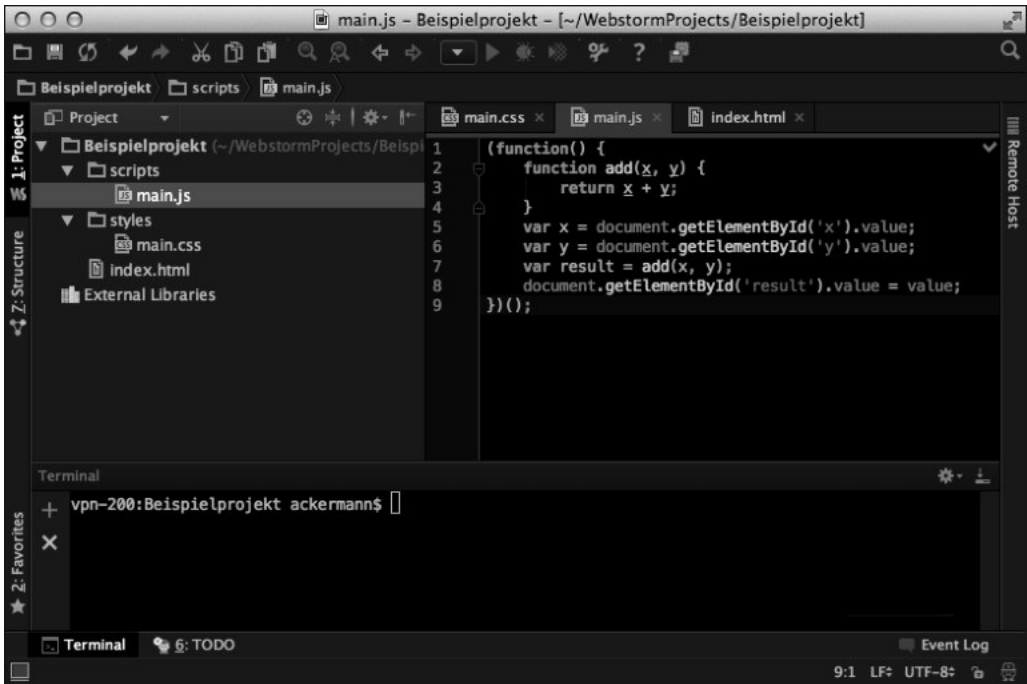 main.js – Beispielprojekt – [~/WebstormProjects/Beispielprojekt]
Beispielprojekt scripts main.js
1: Project
Z: Structure
2: Favorites
Project
Beispielprojekt (~/WebstormProjects/Beispi
scripts
main.js
styles
main.css
index.html
External Libraries
main.css × main.js × index.html ×
1 (function() {
2 function add(x, y) {
3 return x + y;
4 }
5 var x = document.getElementById('x').value;
6 var y = document.getElementById('y').value;
7 var result = add(x, y);
8 document.getElementById('result').value = value;
9 })();
Remote Host
Terminal
vpn-200:Beispielprojekt ackermann$
Terminal 6: TODO Event Log
9:1 LF UTF-8